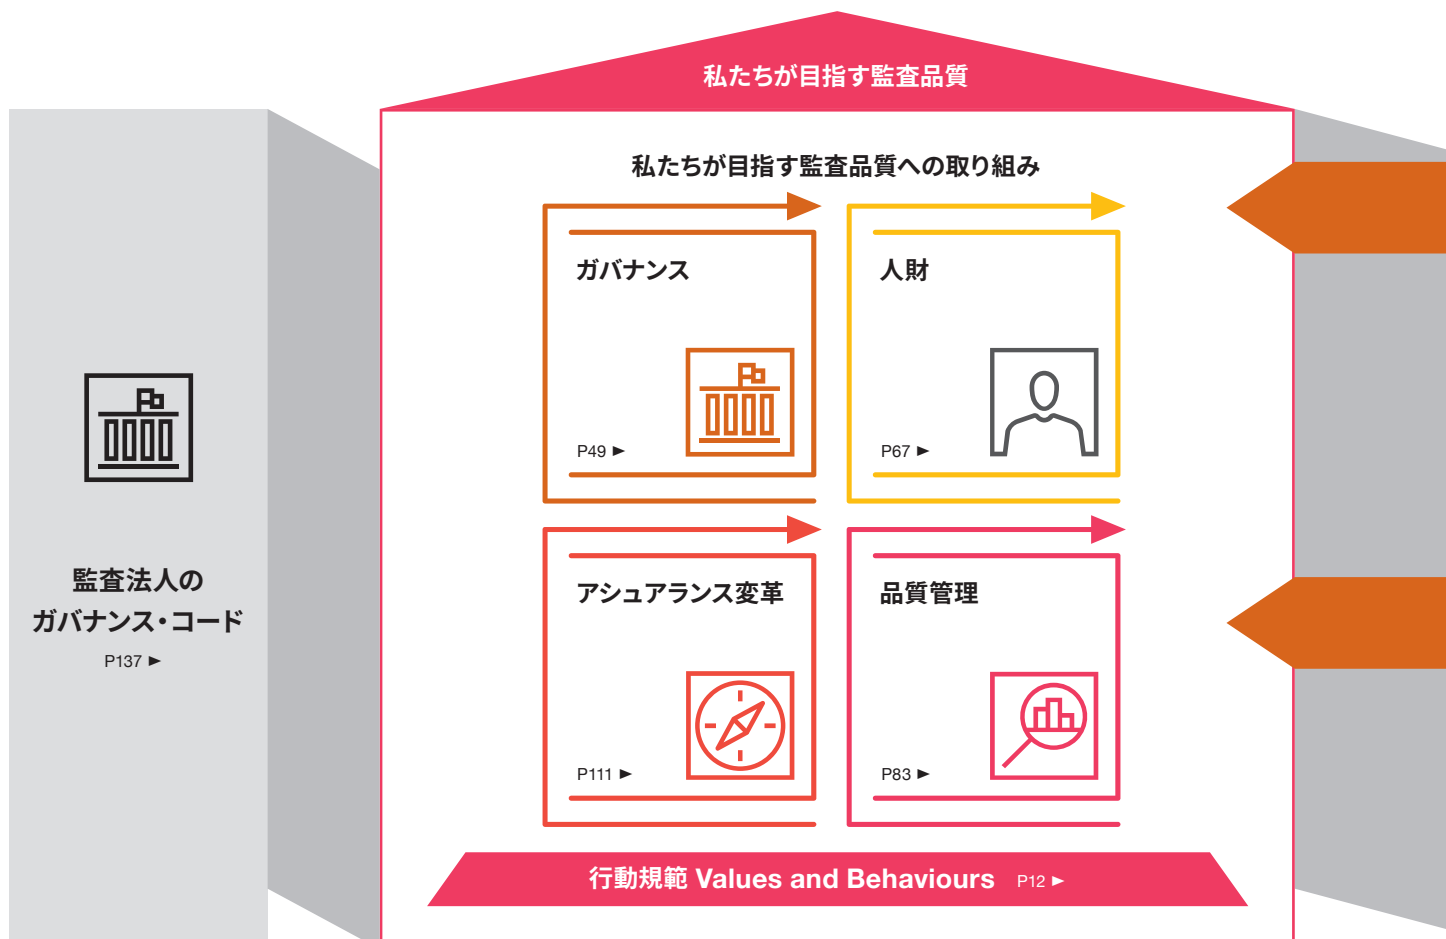 私たちが目指す監査品質
私たちが目指す監査品質への取り組み
ガバナンス
P49 ►
人財
P67 ►
アシュアランス変革
P111 ►
品質管理
P83 ►
行動規範 Values and Behaviours P12 ►
監査法人の
ガバナンス・コード
P137 ►